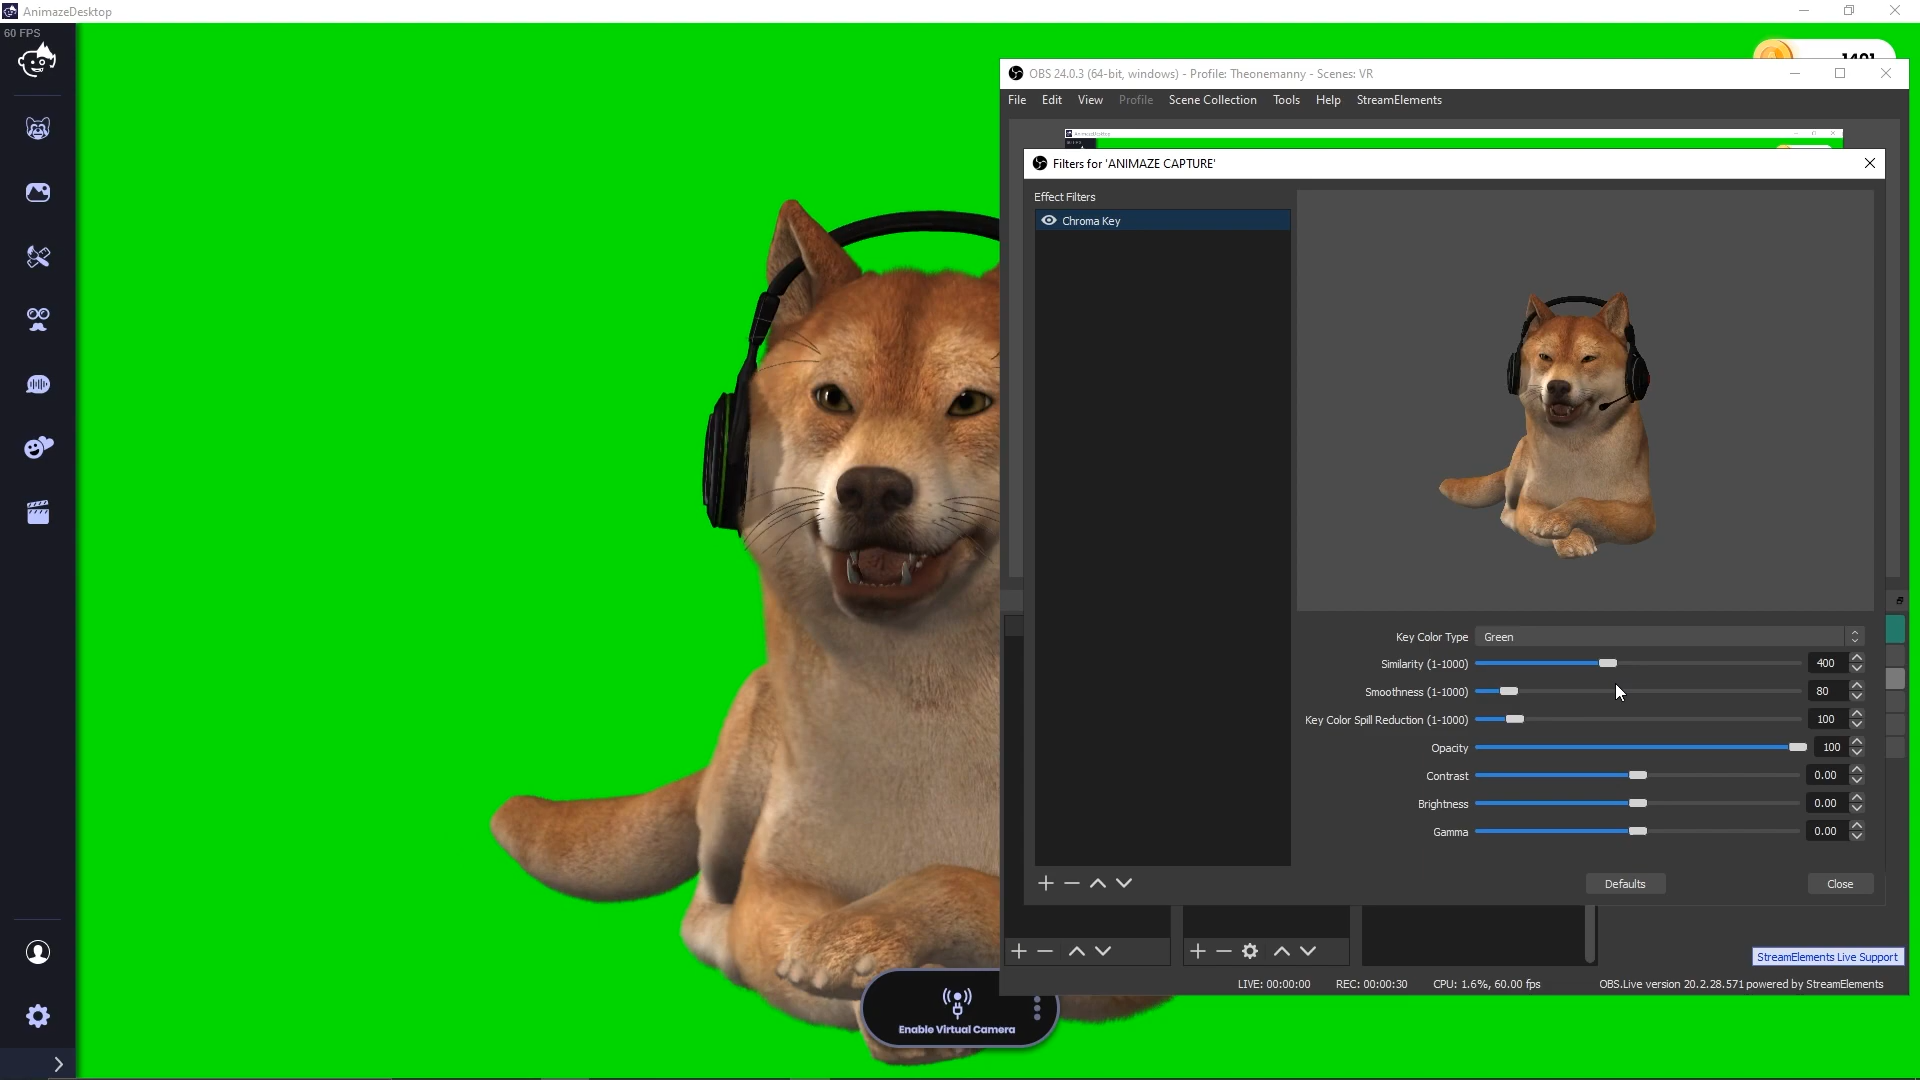 AnimazeDesktop
60 FPS
1401
OBS 24.0.3 (64-bit, windows) - Profile: Theonemanny - Scenes: VR
File Edit View Profile Scene Collection Tools Help StreamElements
Filters for 'ANIMAZE CAPTURE'
Effect Filters
Chroma Key
Key Color Type Green
Similarity (1-1000) 400
Smoothness (1-1000) 80
Key Color Spill Reduction (1-1000) 100
Opacity 100
Contrast 0.00
Brightness 0.00
Gamma 0.00
Defaults Close
StreamElements Live Support
LIVE: 00:00:00 REC: 00:00:30 CPU: 1.6%, 60.00 fps OBS.Live version 20.2.28.571 powered by StreamElements
Enable Virtual Camera